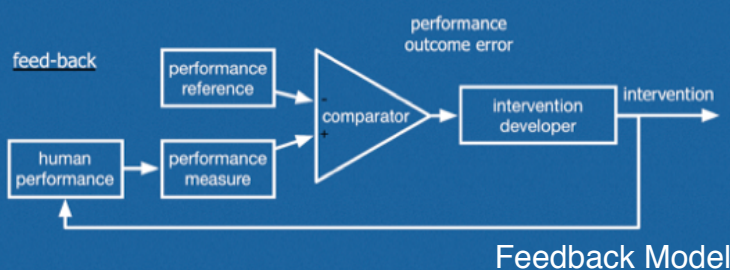 performance
outcome error
feed-back
performance
reference
-
comparator
+
intervention
developer
intervention
human
performance
performance
measure
Feedback Model